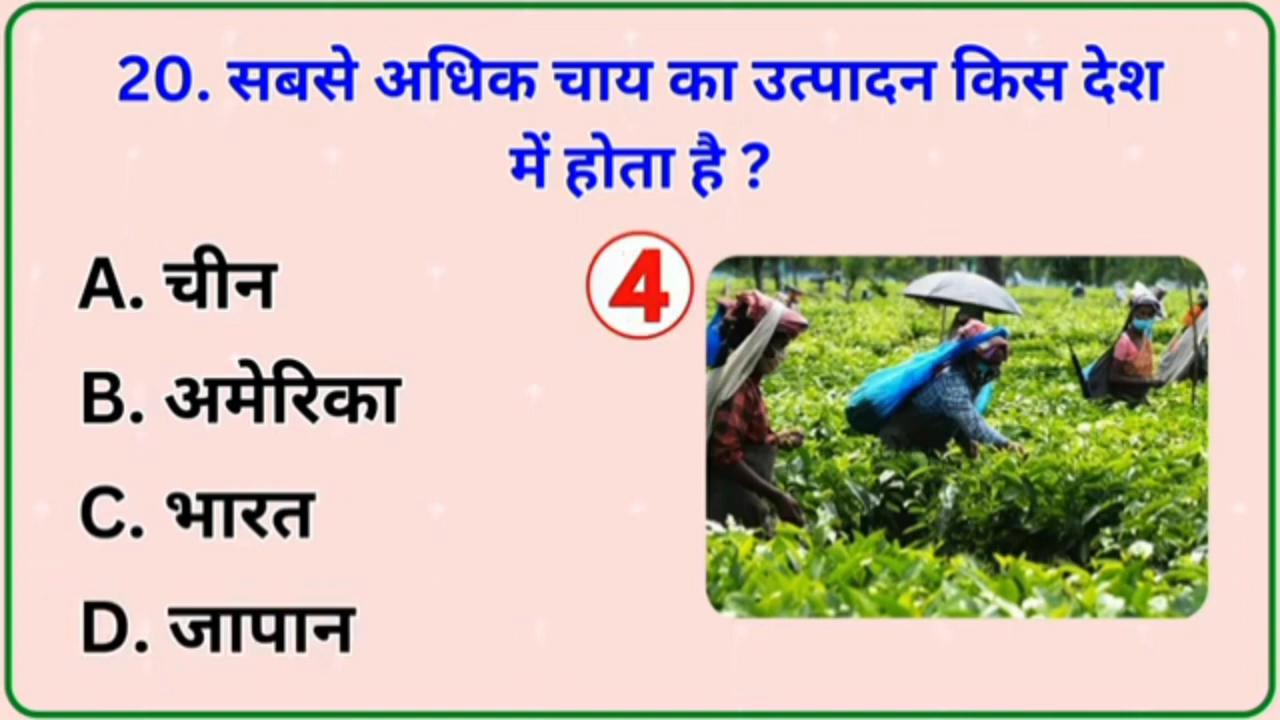 20. सबसे अधिक चाय का उत्पादन किस देश
में होता है ?
A. चीन
4
B. अमेरिका
C. भारत
D. जापान